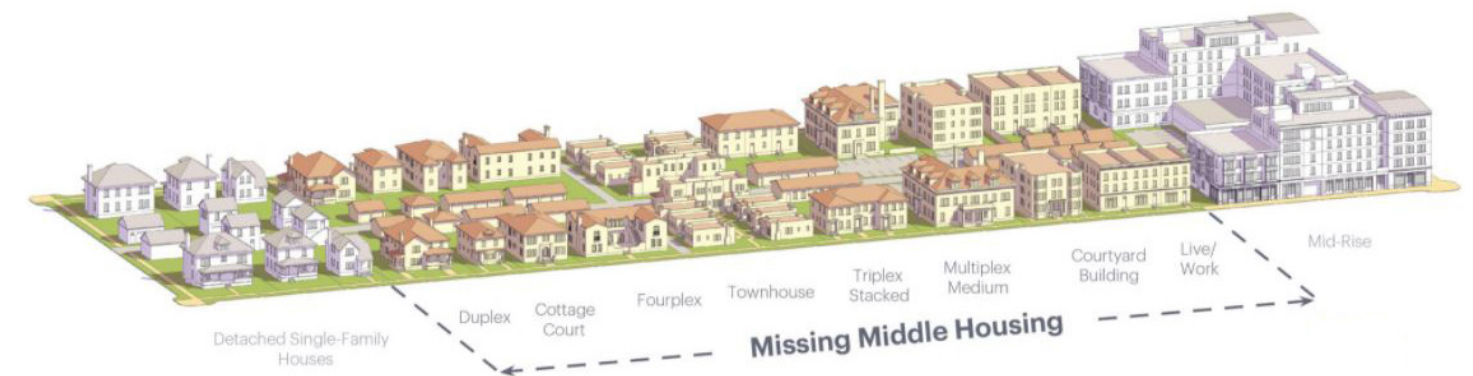 Detached Single-Family
Houses
Duplex
Cottage
Court
Fourplex
Townhouse
Triplex
Stacked
Multiplex
Medium
Courtyard
Building
Live/
Work
Mid-Rise
Missing Middle Housing